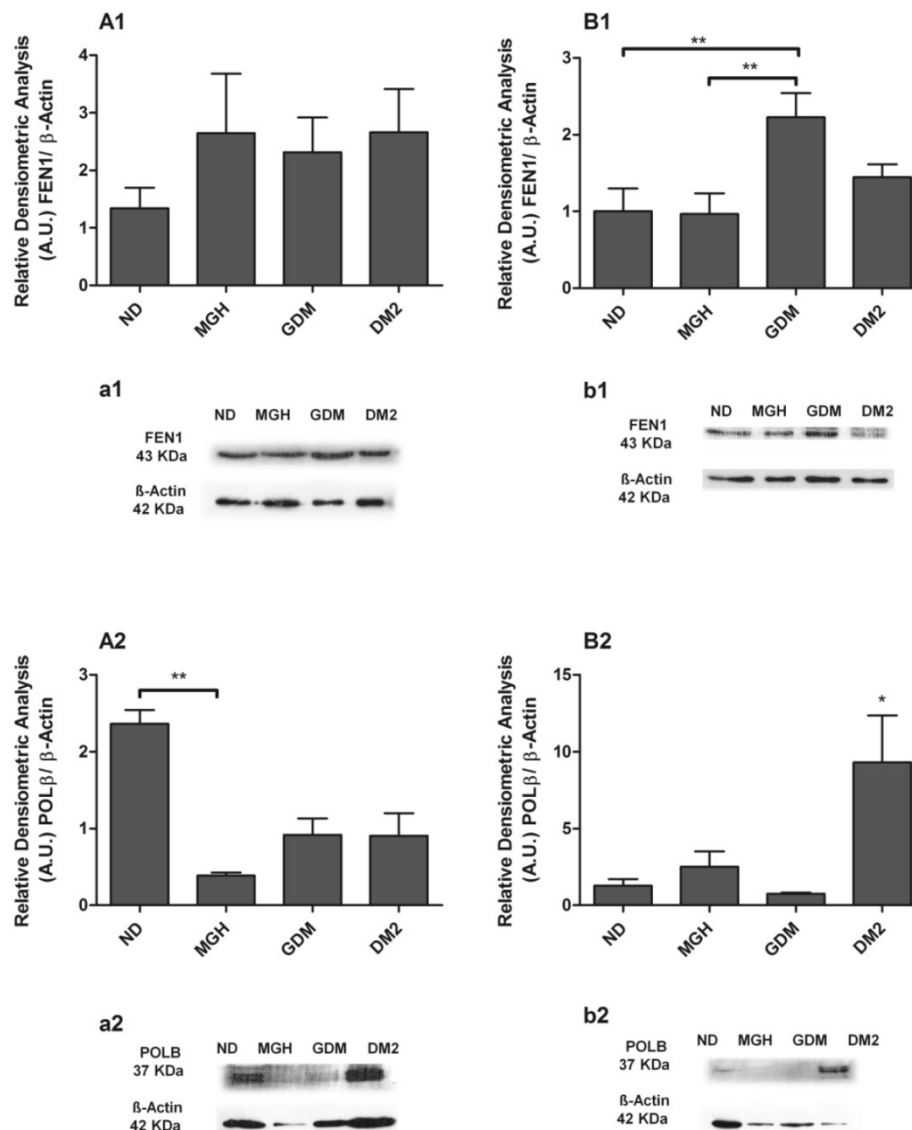 A1
Relative Densiometric Analysis
(A.U.) FEN1/ β-Actin
4
3
2
1
0
ND
MGH
GDM
DM2
B1
Relative Densiometric Analysis
(A.U.) FEN1/ β-Actin
3
2
1
0
**
**
ND
MGH
GDM
DM2
a1
ND MGH GDM DM2
FEN1
43 KDa
ß-Actin
42 KDa
b1
ND MGH GDM DM2
FEN1
43 KDa
ß-Actin
42 KDa
A2
Relative Densiometric Analysis
(A.U.) POLβ/ β-Actin
3
2
1
0
**
ND
MGH
GDM
DM2
B2
Relative Densiometric Analysis
(A.U.) POLβ/ β-Actin
15
10
5
0
*
ND
MGH
GDM
DM2
a2
ND MGH GDM DM2
POLB
37 KDa
ß-Actin
42 KDa
b2
ND MGH GDM DM2
POLB
37 KDa
ß-Actin
42 KDa